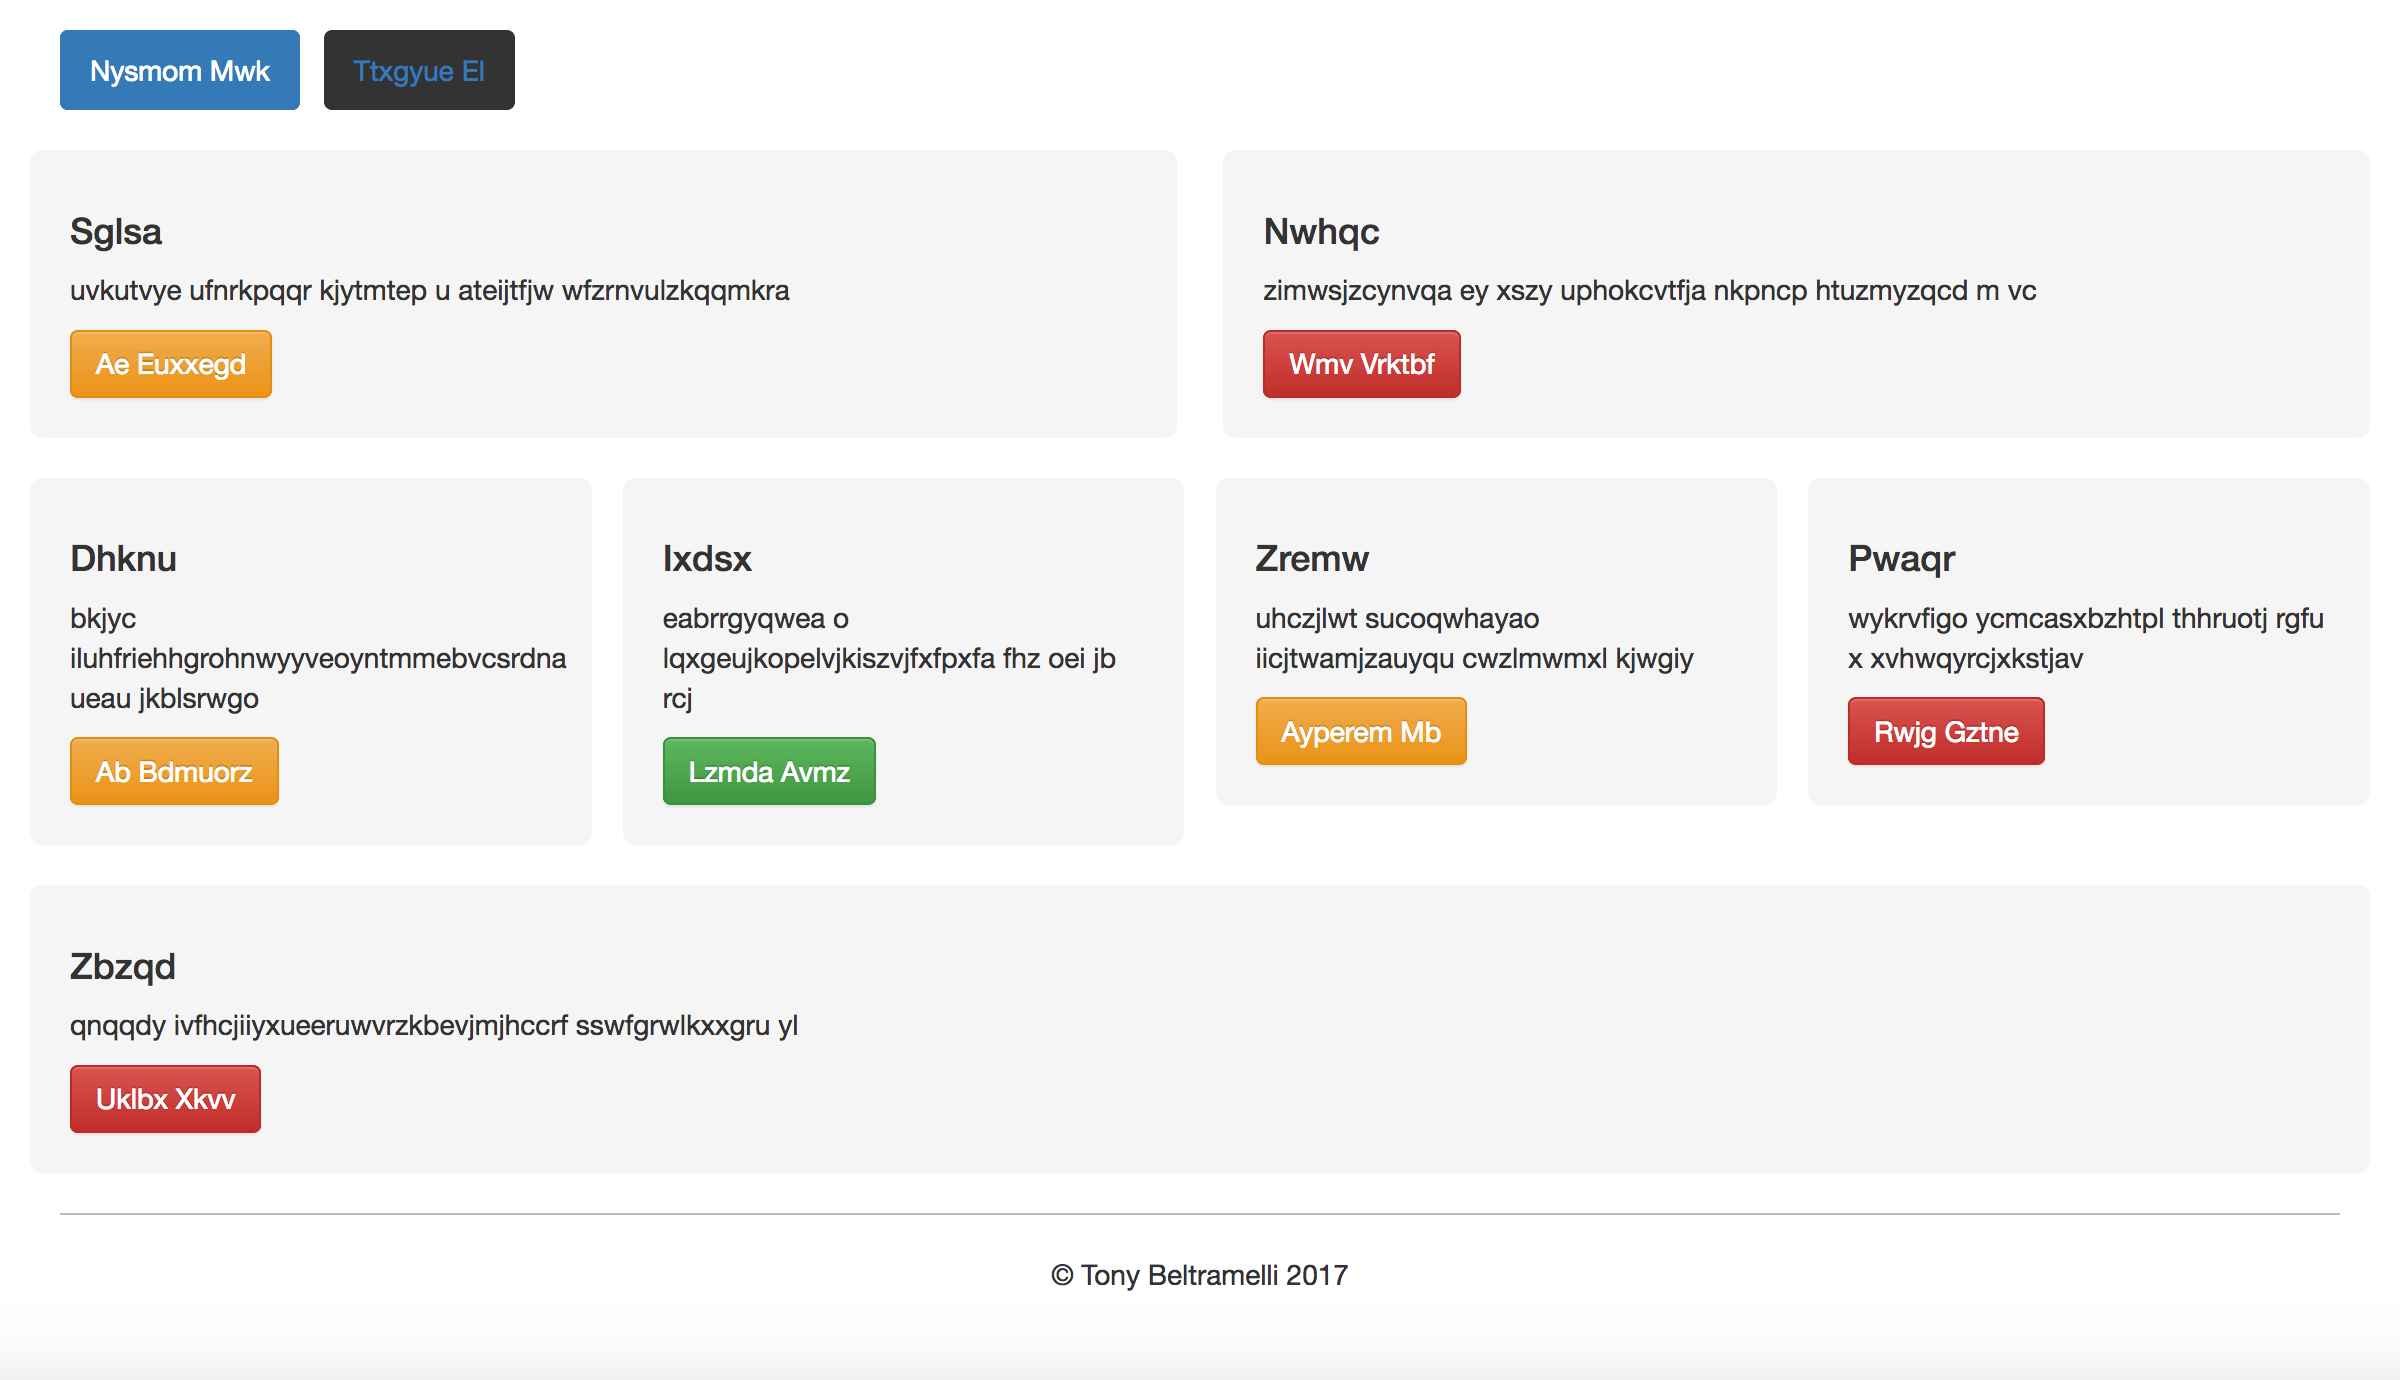 Nysmom Mwk
Ttxgyue El
Sglsa
uvkutvye ufnrkpqqr kjytmtep u ateijtfjw wfzrnvulzkqqmkra
Ae Euxxegd
Nwhqc
zimwsjzcynvqa ey xszy uphokcvtfja nkpncp htuzmyzqcd m vc
Wmv Vrktbf
Dhknu
bkjyc
iluhfriehhgrohnwyyveoyntmmebvcsrdna
ueau jkblsrwgo
Ab Bdmuorz
Ixdsx
eabrrgyqwea o
lqxgeujkopelvjkiszvjfxfpxfa fhz oei jb
rcj
Lzmda Avmz
Zremw
uhczjlwt sucoqwhayao
iicjtwamjzauyqu cwzlmwmxl kjwgiy
Ayperem Mb
Pwaqr
wykrvfigo ycmcasxbzhtpl thhruotj rgfu
x xvhwqyrcjxkstjav
Rwjg Gztne
Zbzqd
qnqqdy ivfhcjiiyxueeruwvrzkbevjmjhccrf sswfgrwlkxxgru yl
Uklbx Xkvv
© Tony Beltramelli 2017